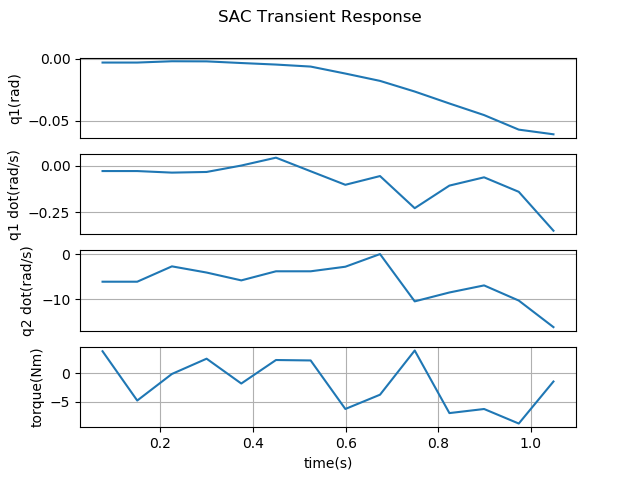 SAC Transient Response
0.00
−0.05
q1(rad)
0.00
−0.25
q1 dot(rad/s)
0
−10
q2 dot(rad/s)
0
−5
torque(Nm)
0.2 0.4 0.6 0.8 1.0
time(s)